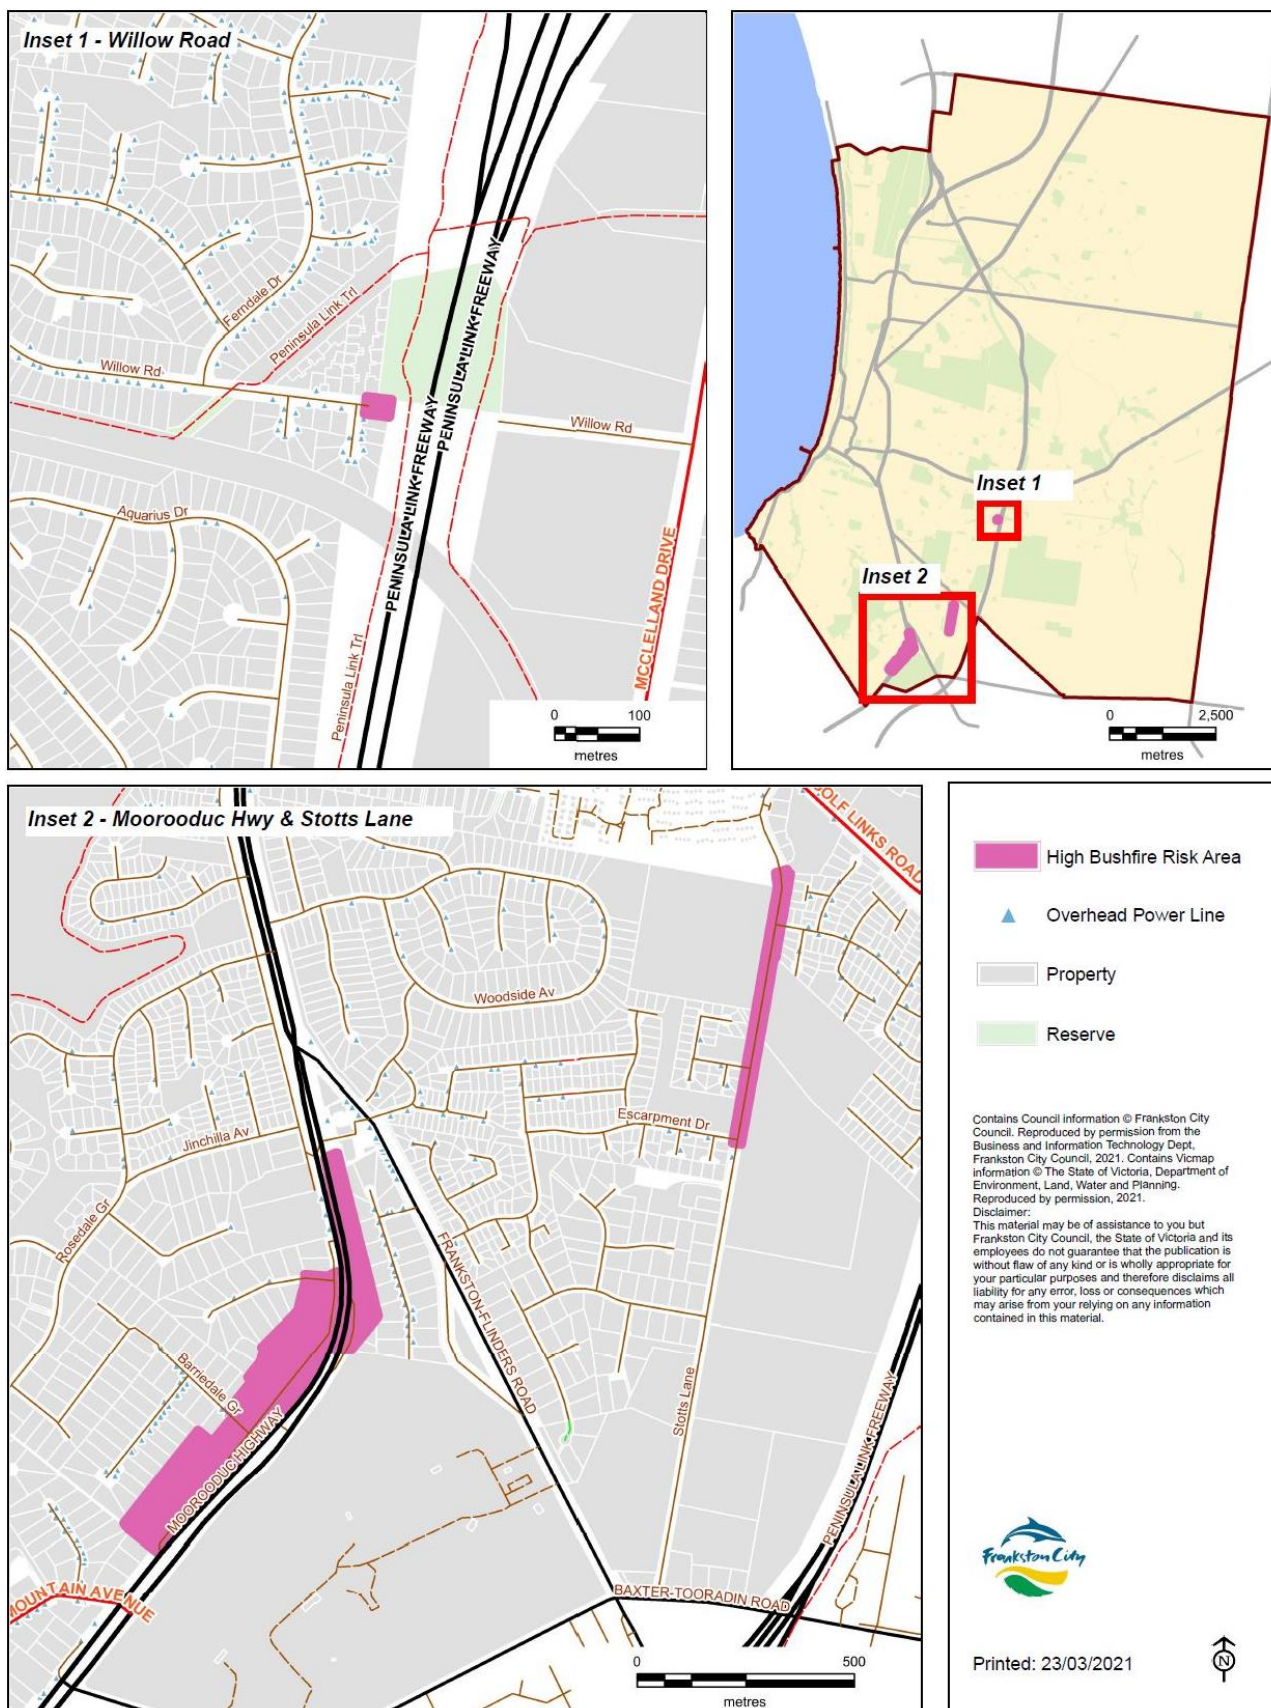 Inset 1 - Willow Road
Ferndale Dr
Peninsula Link Trl
Willow Rd
PENINSULA LINK FREEWAY
PENINSULA LINK FREEWAY
Willow Rd
Aquarius Dr
MCCLELLAND DRIVE
Peninsula Link Trl
0 100
metres
Inset 1
Inset 2
0 2,500
metres
Inset 2 - Moorooduc Hwy & Stotts Lane
GOLF LINKS ROAD
Woodside Av
Escarpment Dr
Jinchilla Av
Rosedale Gr
FRANKSTON-FLINDERS ROAD
Barriedale Gr
Stotts Lane
MOOROODUC HIGHWAY
PENINSULA LINK FREEWAY
MOUNTAIN AVENUE
BAXTER-TOORADIN ROAD
0 500
metres
High Bushfire Risk Area
Overhead Power Line
Property
Reserve
Contains Council information © Frankston City
Council. Reproduced by permission from the
Business and Information Technology Dept,
Frankston City Council, 2021. Contains Vicmap
information © The State of Victoria, Department of
Environment, Land, Water and Planning.
Reproduced by permission, 2021.
Disclaimer:
This material may be of assistance to you but
Frankston City Council, the State of Victoria and its
employees do not guarantee that the publication is
without flaw of any kind or is wholly appropriate for
your particular purposes and therefore disclaims all
liability for any error, loss or consequences which
may arise from your relying on any information
contained in this material.
Frankston City
Printed: 23/03/2021
N